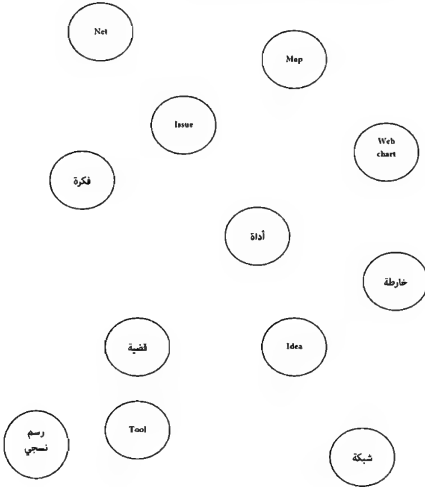 Net
Map
Issue
Web
chart
فكرة
أداة
خارطة
قضية
Idea
رسم
نسجي
Tool
شبكة